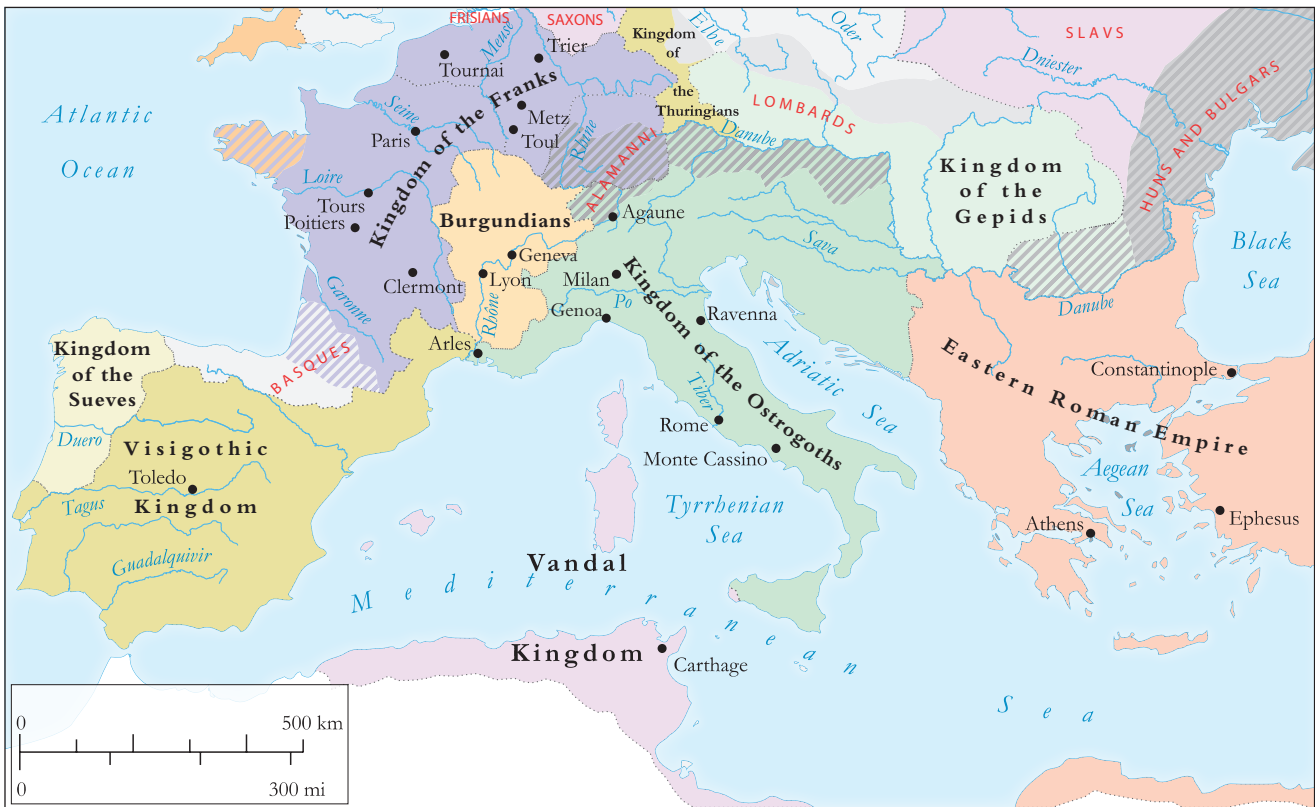 FRISIANS
SAXONS
Kingdom
of
the
Thuringians
Elbe
Oder
SLAVS
Dniester
Meuse
Trier
Tournai
Kingdom of the Franks
Atlantic
Ocean
Seine
Metz
Paris
Toul
Rhine
ALAMANNI
LOMBARDS
Danube
HUNS AND BULGARS
Kingdom
of the
Gepids
Loire
Tours
Poitiers
Burgundians
Agaune
Sava
Black
Sea
Geneva
Clermont
Lyon
Milan
Kingdom of the Ostrogoths
Garonne
Rhône
Genoa
Po
Ravenna
Danube
Adriatic Sea
Arles
Kingdom
of the
Sueves
BASQUES
Eastern Roman Empire
Constantinople
Tiber
Rome
Monte Cassino
Duero
Visigothic
Kingdom
Toledo
Tagus
Guadalquivir
Tyrrhenian
Sea
Aegean
Sea
Athens
Ephesus
Vandal
Kingdom
Mediterranean
Sea
Carthage
0
500 km
0
300 mi